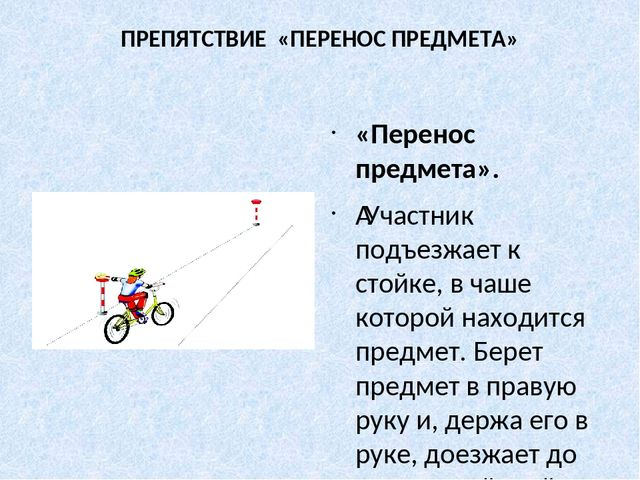 ПРЕПЯТСТВИЕ «ПЕРЕНОС ПРЕДМЕТА»
«Перенос
предмета».
Участник
подъезжает к
стойке, в чаше
которой находится
предмет. Берет
предмет в правую
руку и, держа его в
руке, доезжает до